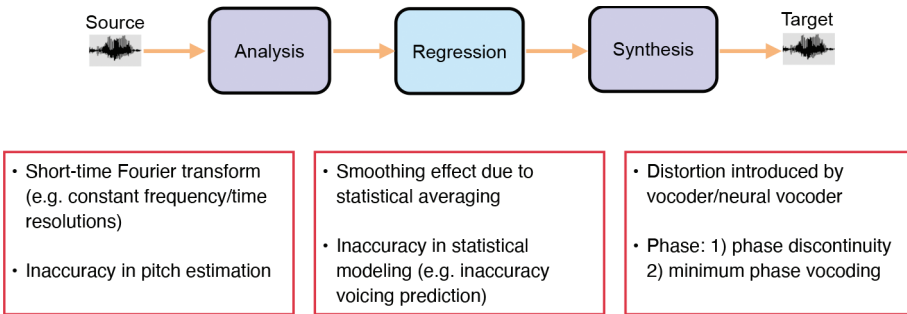 Source
Target
Analysis
Regression
Synthesis
• Short-time Fourier transform
(e.g. constant frequency/time
resolutions)
• Inaccuracy in pitch estimation
• Smoothing effect due to
statistical averaging
• Inaccuracy in statistical
modeling (e.g. inaccuracy
voicing prediction)
• Distortion introduced by
vocoder/neural vocoder
• Phase: 1) phase discontinuity
2) minimum phase vocoding